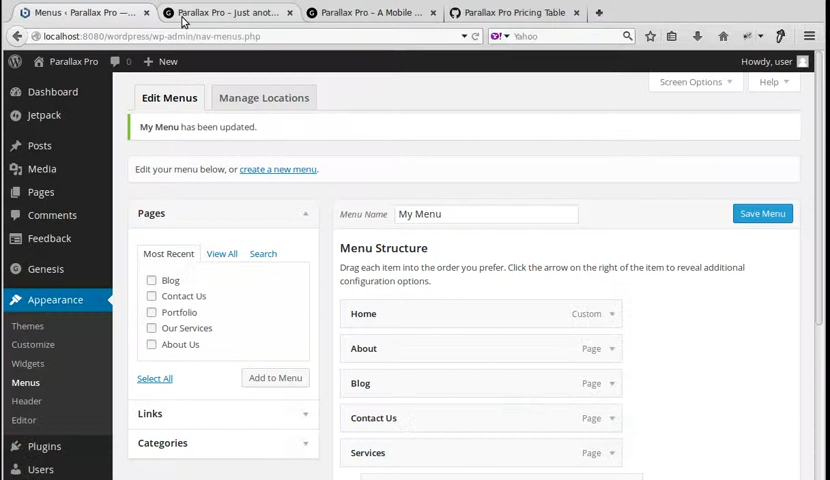 Menus ‹ Parallax Pro —...
Parallax Pro – Just anot...
Parallax Pro – A Mobile ...
Parallax Pro Pricing Table
localhost:8080/wordpress/wp-admin/nav-menus.php
Yahoo
Parallax Pro
0
New
Howdy, user
Dashboard
Jetpack
Posts
Media
Pages
Comments
Feedback
Genesis
Appearance
Themes
Customize
Widgets
Menus
Header
Editor
Plugins
Users
Screen Options
Help
Edit Menus
Manage Locations
My Menu has been updated.
Edit your menu below, or create a new menu.
Pages
Most Recent
View All
Search
Blog
Contact Us
Portfolio
Our Services
About Us
Select All
Add to Menu
Links
Categories
Menu Name
My Menu
Save Menu
Menu Structure
Drag each item into the order you prefer. Click the arrow on the right of the item to reveal additional
configuration options.
Home Custom
About Page
Blog Page
Contact Us Page
Services Page